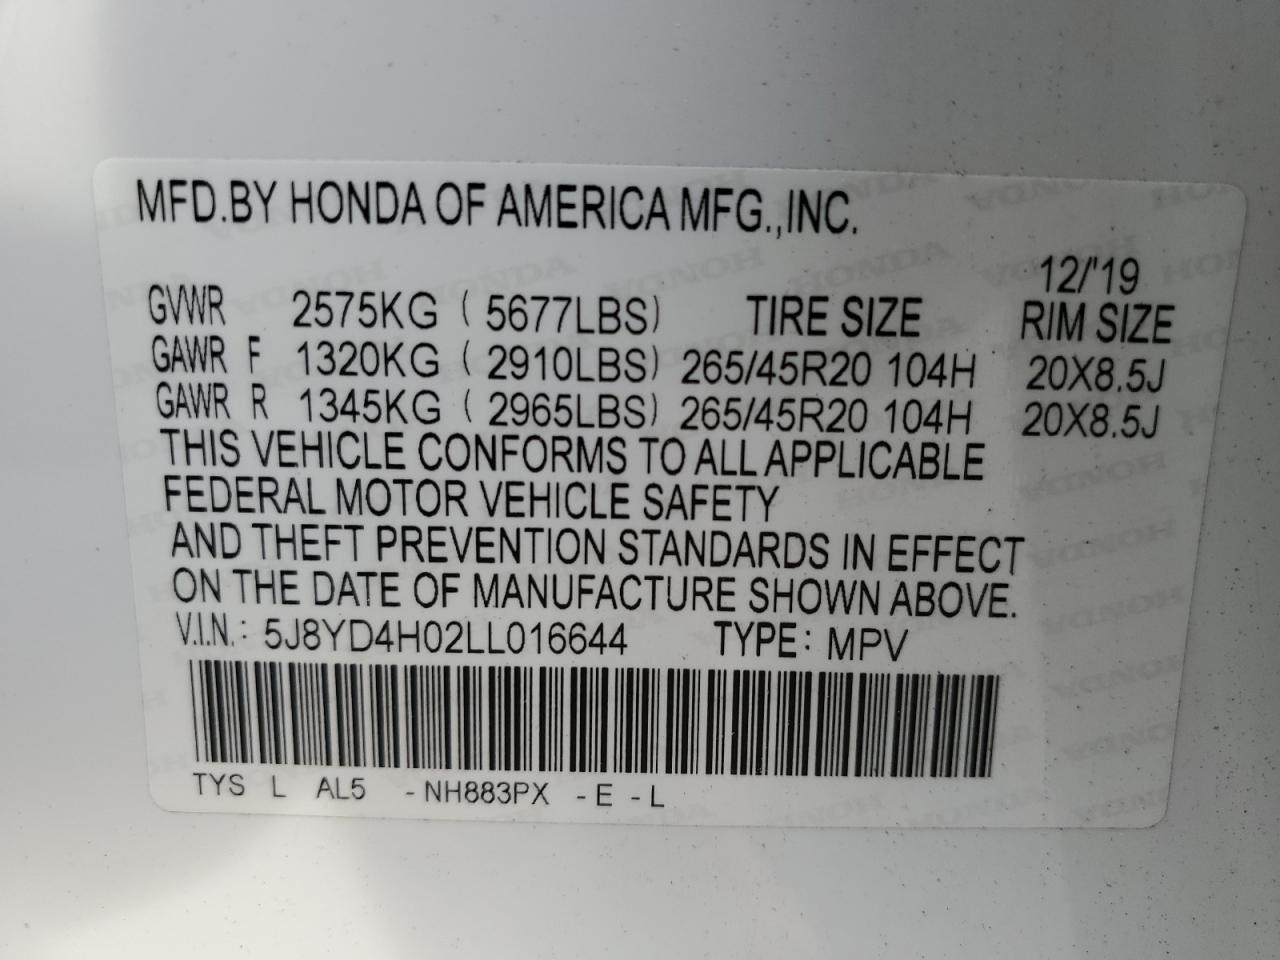 MFD.BY HONDA OF AMERICA MFG.,INC.
12/'19
GVWR 2575KG ( 5677LBS) TIRE SIZE RIM SIZE
GAWR F 1320KG ( 2910LBS) 265/45R20 104H 20X8.5J
GAWR R 1345KG ( 2965LBS) 265/45R20 104H 20X8.5J
THIS VEHICLE CONFORMS TO ALL APPLICABLE
FEDERAL MOTOR VEHICLE SAFETY
AND THEFT PREVENTION STANDARDS IN EFFECT
ON THE DATE OF MANUFACTURE SHOWN ABOVE.
V.I.N.: 5J8YD4H02LL016644 TYPE: MPV
TYS L AL5 -NH883PX -E -L